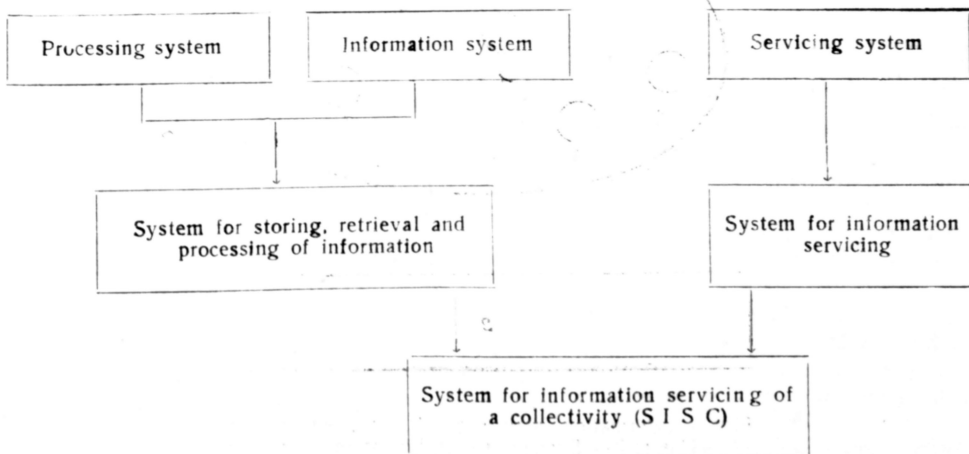 Processing system
Information system
Servicing system
System for storing, retrieval and
processing of information
System for information
servicing
System for information servicing of
a collectivity (S I S C)